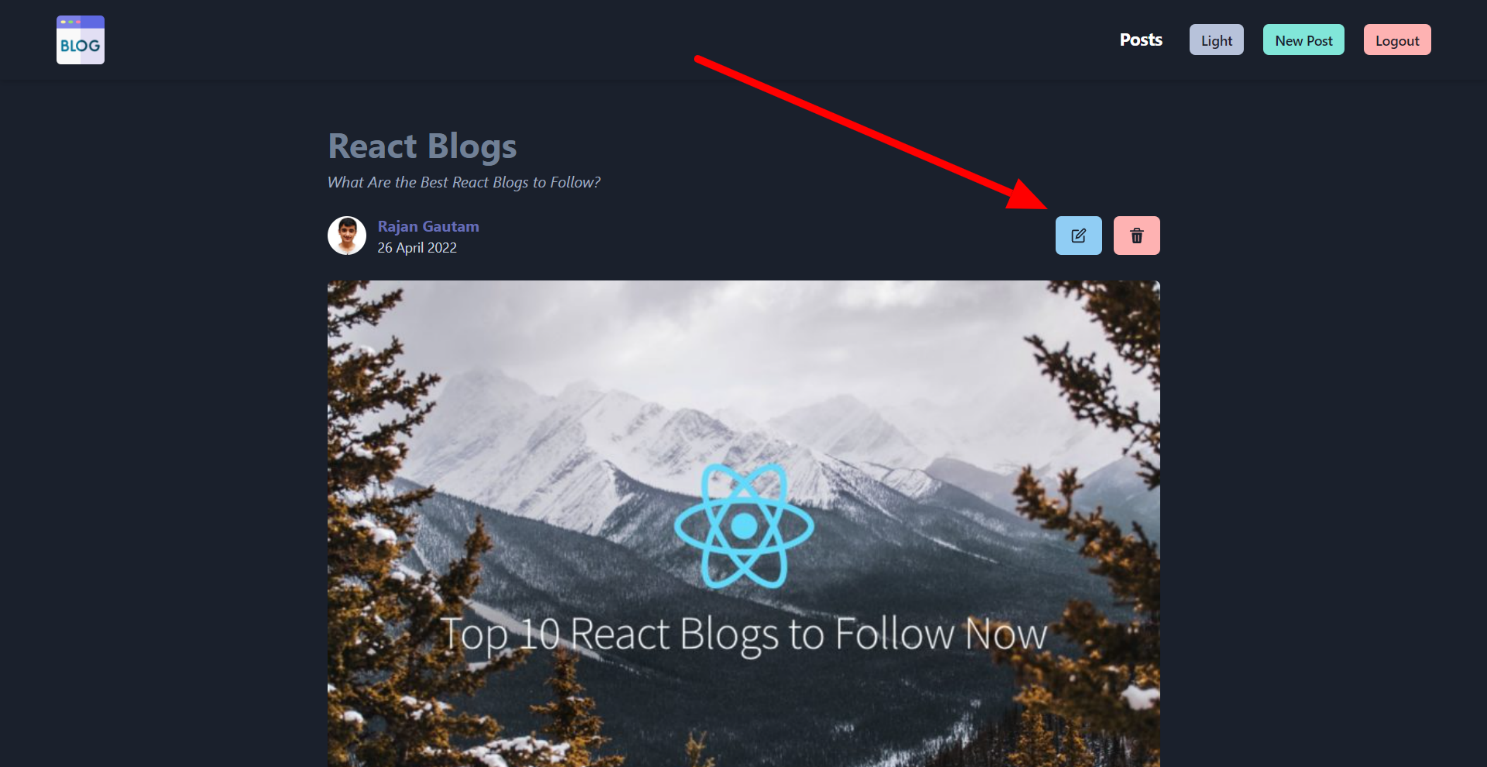 BLOG
Posts
Light
New Post
Logout
React Blogs
What Are the Best React Blogs to Follow?
Rajan Gautam
26 April 2022
Top 10 React Blogs to Follow Now